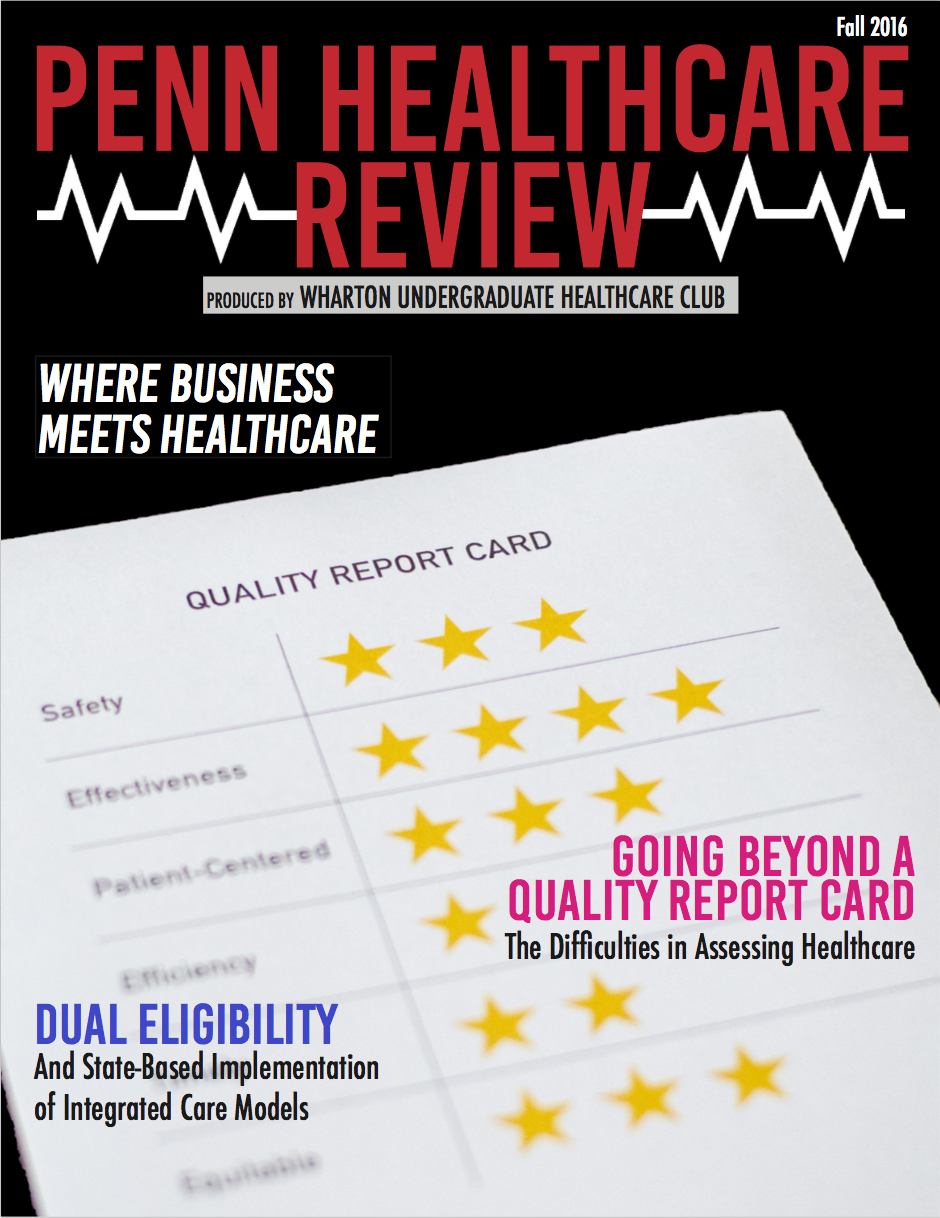 Fall 2016
PENN HEALTHCARE
REVIEW
PRODUCED BY WHARTON UNDERGRADUATE HEALTHCARE CLUB
WHERE BUSINESS
MEETS HEALTHCARE
QUALITY REPORT CARD
Safety
Effectiveness
Patient-Centered
GOING BEYOND A
QUALITY REPORT CARD
The Difficulties in Assessing Healthcare
Efficiency
DUAL ELIGIBILITY
And State-Based Implementation
of Integrated Care Models
Equitable